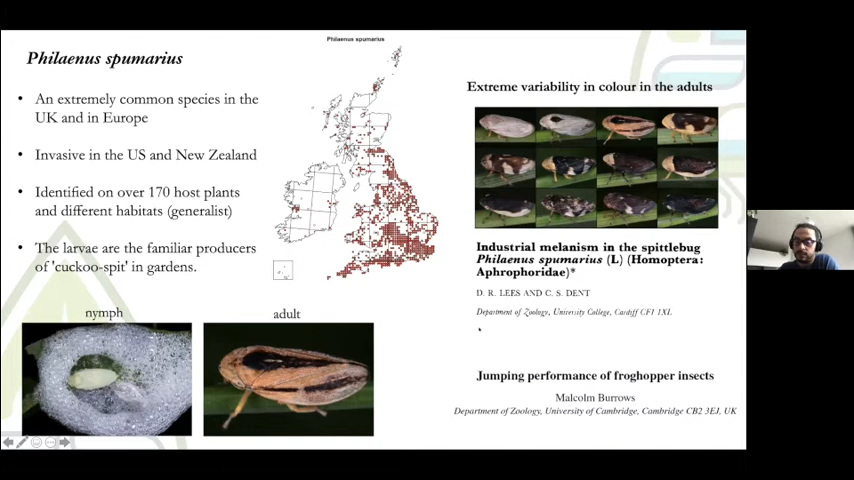 Philaenus spumarius
Philaenus spumarius
• An extremely common species in the
UK and in Europe
• Invasive in the US and New Zealand
• Identified on over 170 host plants
and different habitats (generalist)
• The larvae are the familiar producers
of 'cuckoo-spit' in gardens.
nymph
adult
Extreme variability in colour in the adults
Industrial melanism in the spittlebug
Philaenus spumarius (L) (Homoptera:
Aphrophoridae)*
D. R. LEES AND C. S. DENT
Department of Zoology, University College, Cardiff CF1 1XL
Jumping performance of froghopper insects
Malcolm Burrows
Department of Zoology, University of Cambridge, Cambridge CB2 3EJ, UK